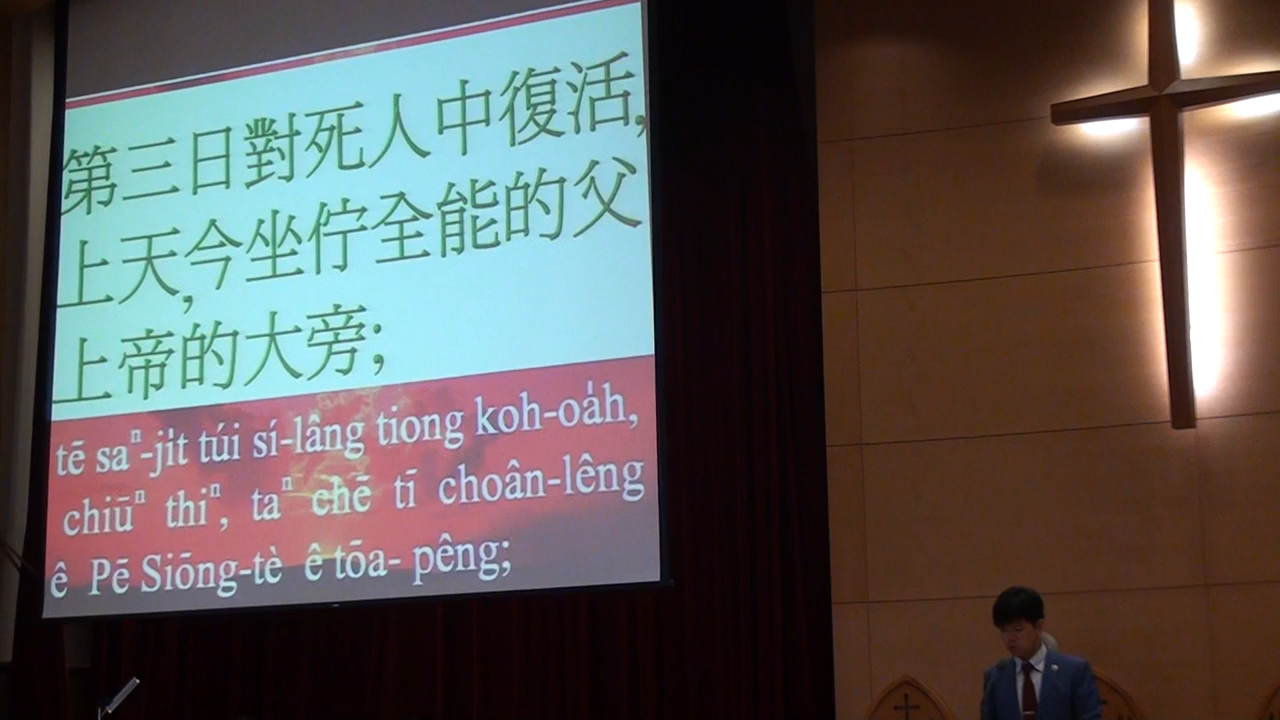 第三日對死人中復活,
上天,今坐佇全能的父
上帝的大旁;
tē saⁿ-ji̍t túi sí-lâng tiong koh-oa̍h,
chiūⁿ thiⁿ, taⁿ chē tī choân-lêng
ê Pē Siōng-tè ê tōa- pêng;